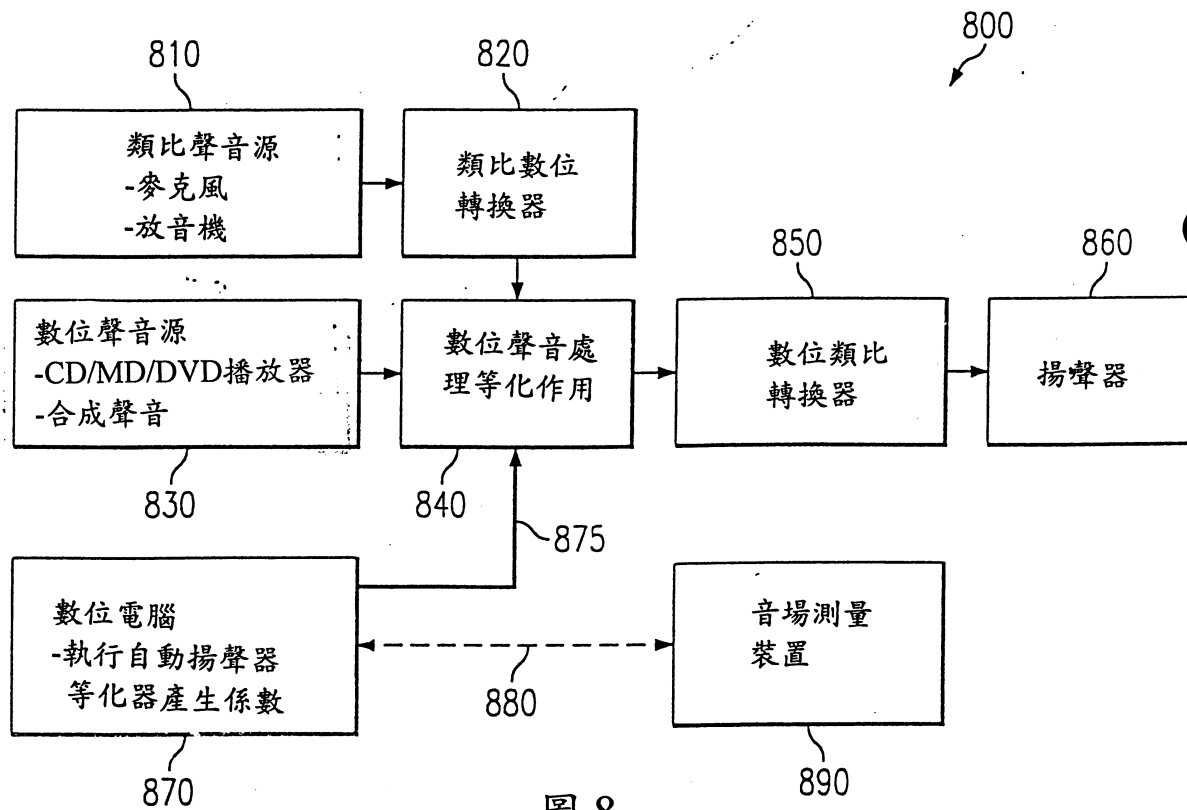 800
810
820
類比聲音源
-麥克風
-放音機
類比數位
轉換器
850
860
數位聲音源
-CD/MD/DVD播放器
-合成聲音
數位聲音處
理等化作用
數位類比
轉換器
揚聲器
830
840
875
數位電腦
-執行自動揚聲器
等化器產生係數
音場測量
裝置
880
870
890
圖 8